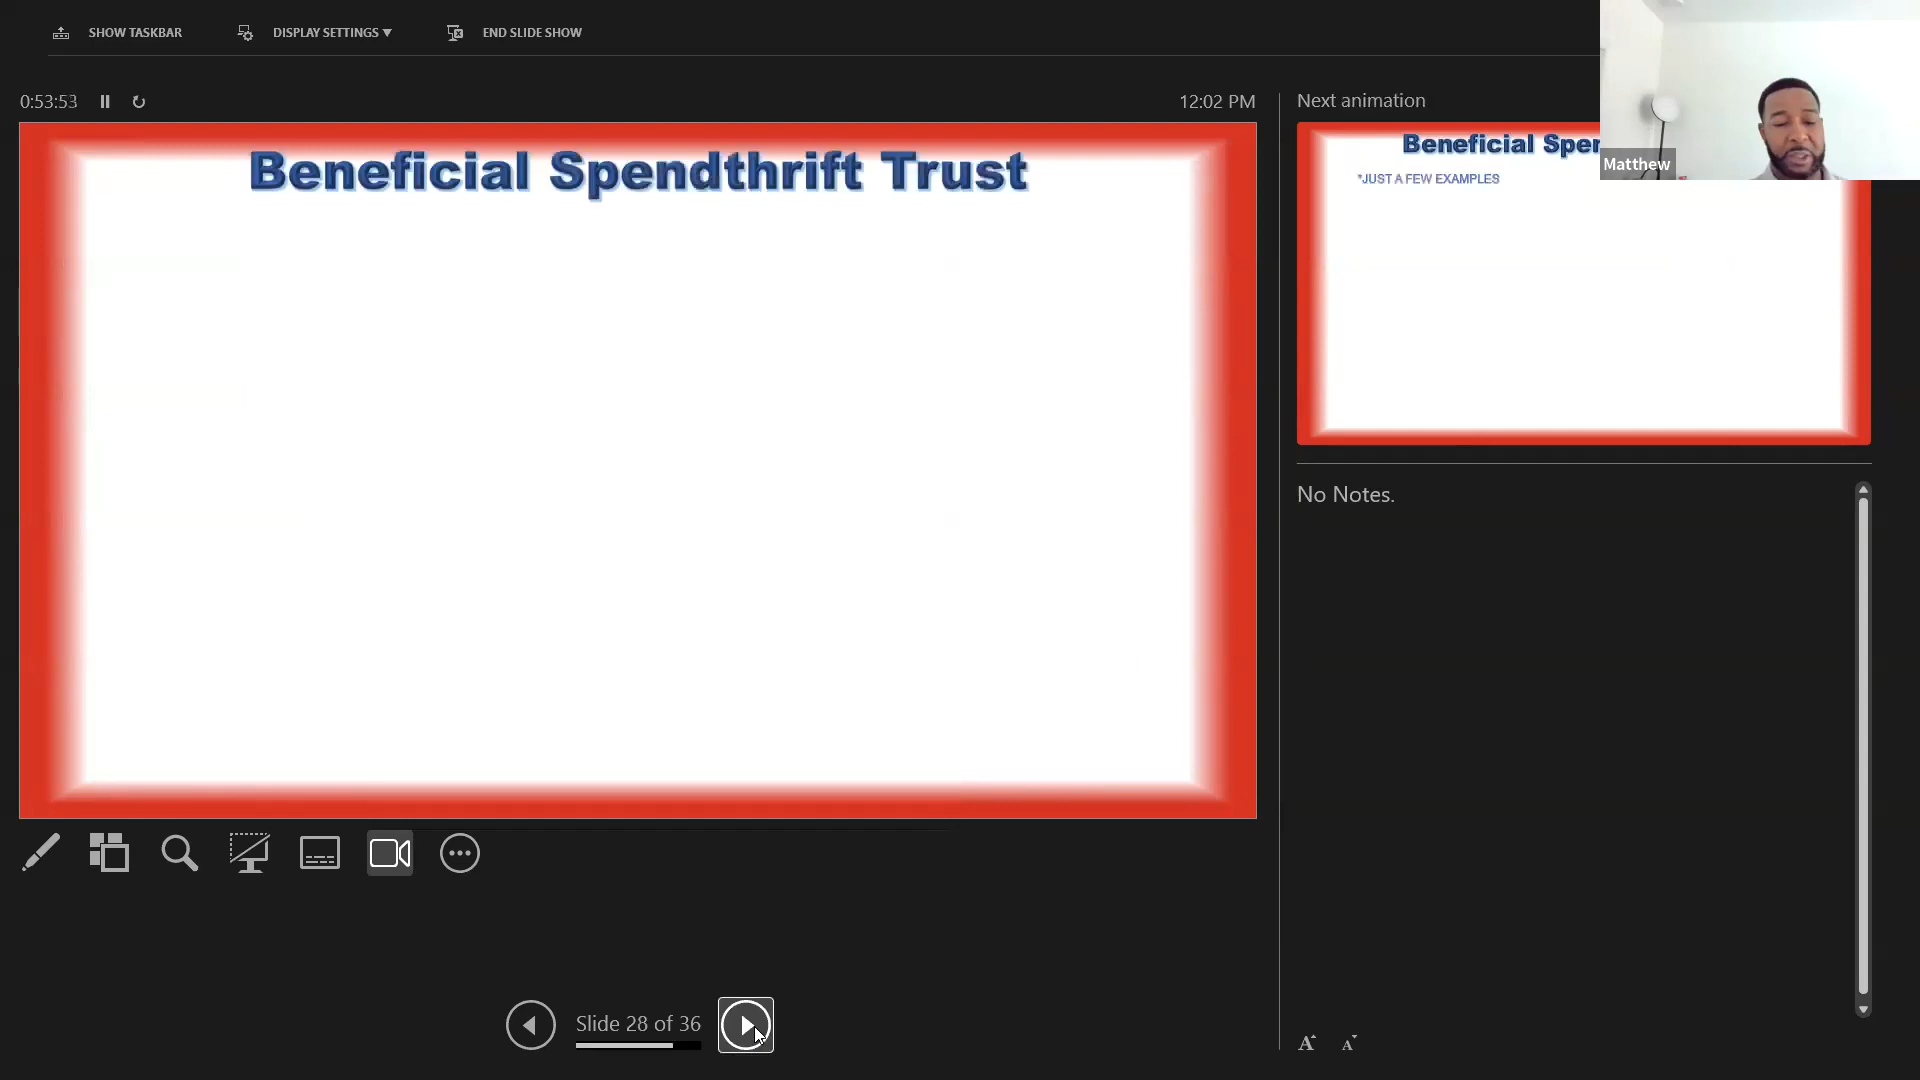 SHOW TASKBAR
DISPLAY SETTINGS ▼
END SLIDE SHOW
0:53:53
12:02 PM
Next animation
Beneficial Spendthrift Trust
Beneficial Spe
*JUST A FEW EXAMPLES
Matthew
No Notes.
Slide 28 of 36
A A